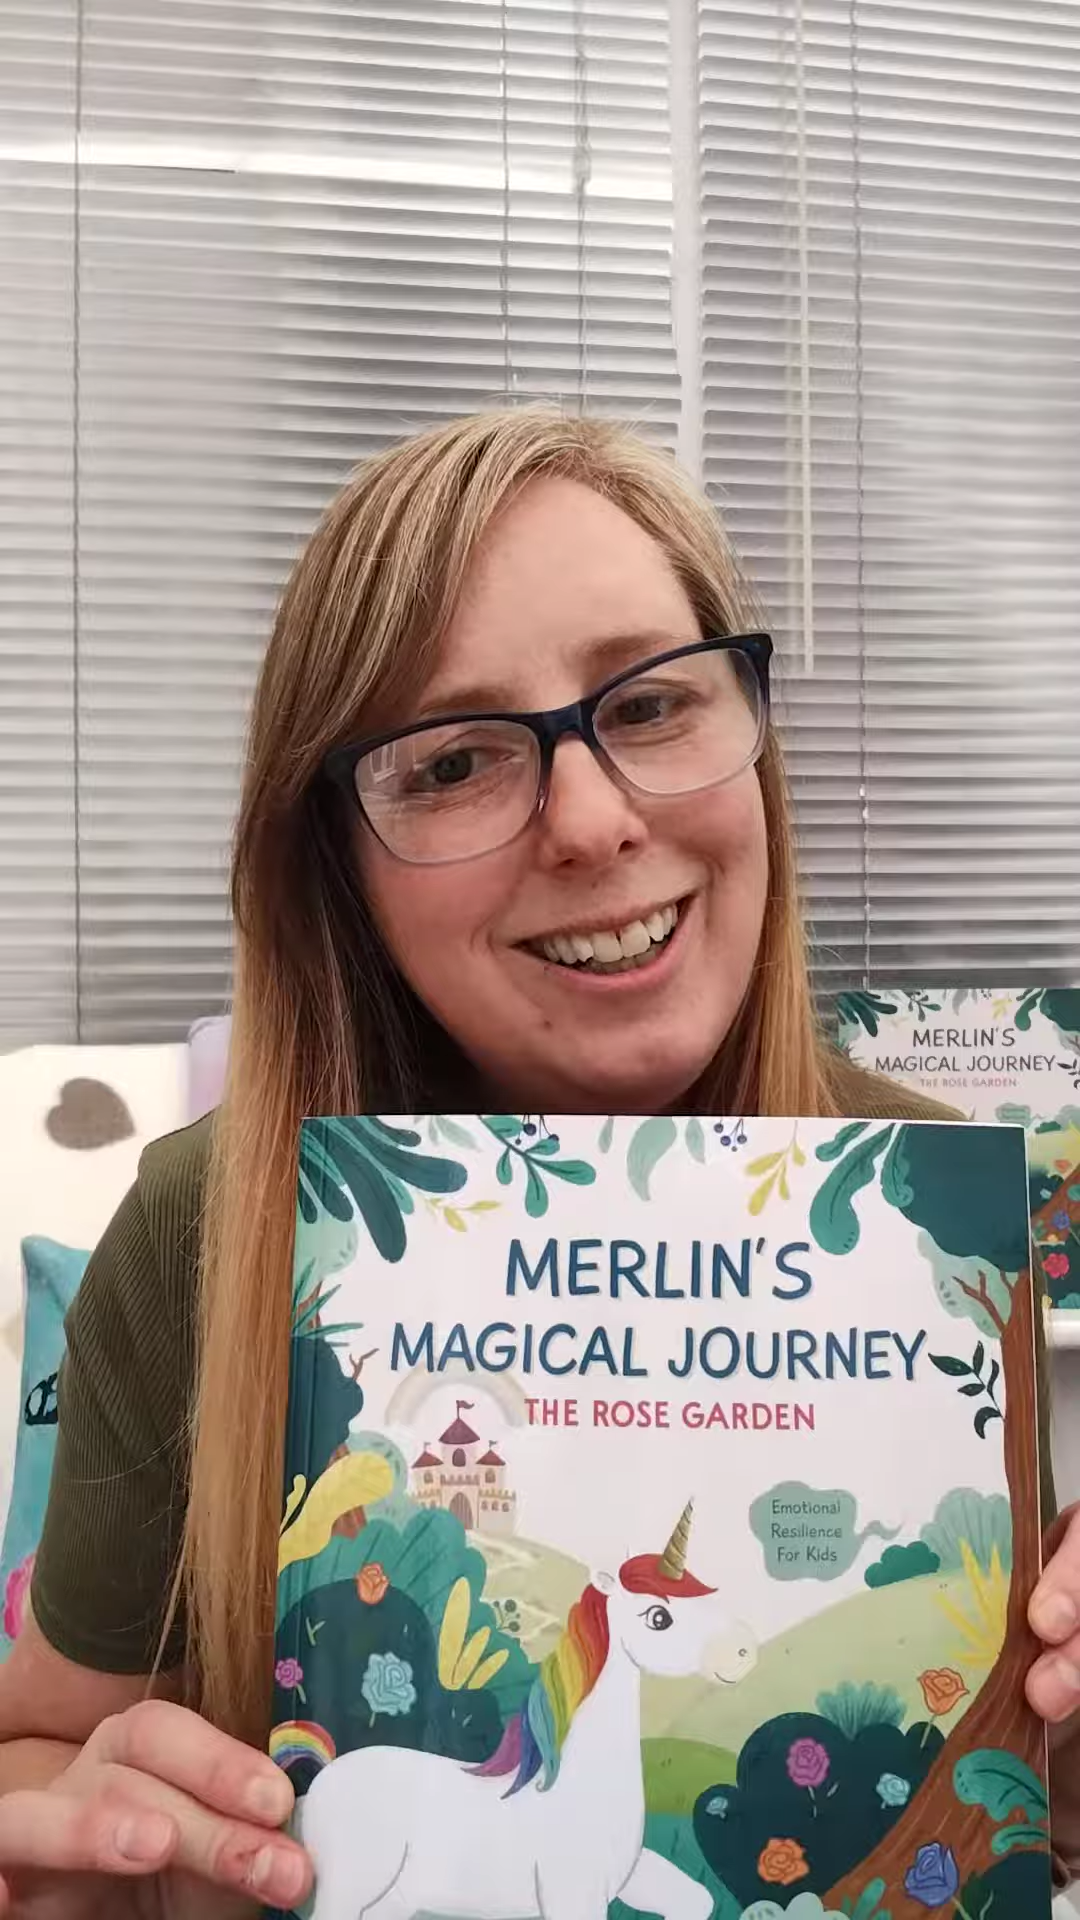 MERLIN'S
MAGICAL JOURNEY
THE ROSE GARDEN
MERLIN'S
MAGICAL JOURNEY
THE ROSE GARDEN
Emotional
Resilience
For Kids